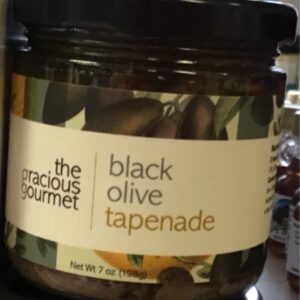 the
gracious
gourmet
black
olive
tapenade
Net Wt 7 oz (198g)